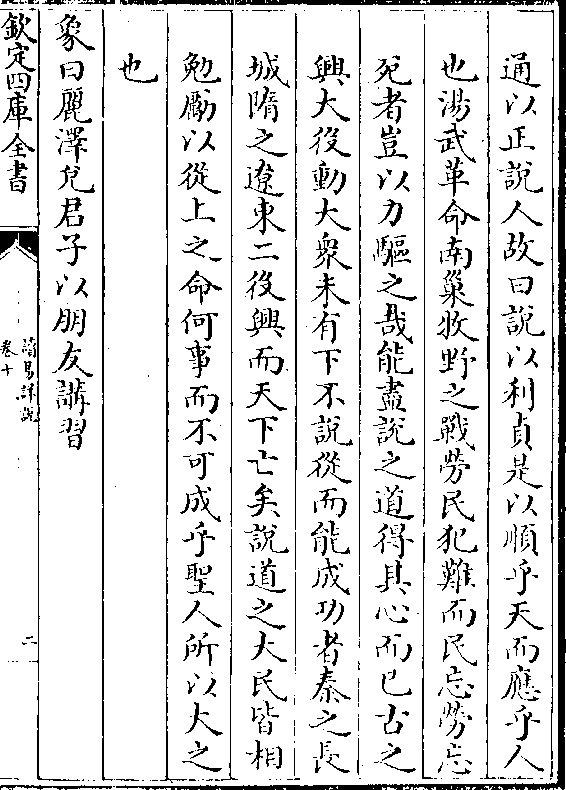 通以正說人故曰說以利貞是以順乎天而應乎人
也湯武革命南巢牧野之戰勞民犯難而民忘勞忘
死者豈以力驅之哉能盡說之道得其心而已古之
興大役動大衆未有下不說從而能成功者秦之長
城隋之遼東二役興而天下亡矣說道之大民皆相
勉勵以從上之命何事而不可成乎聖人所以大之
也
象曰麗澤兌君子以朋友講習
欽定四庫全書
讀易詳說
卷十
二